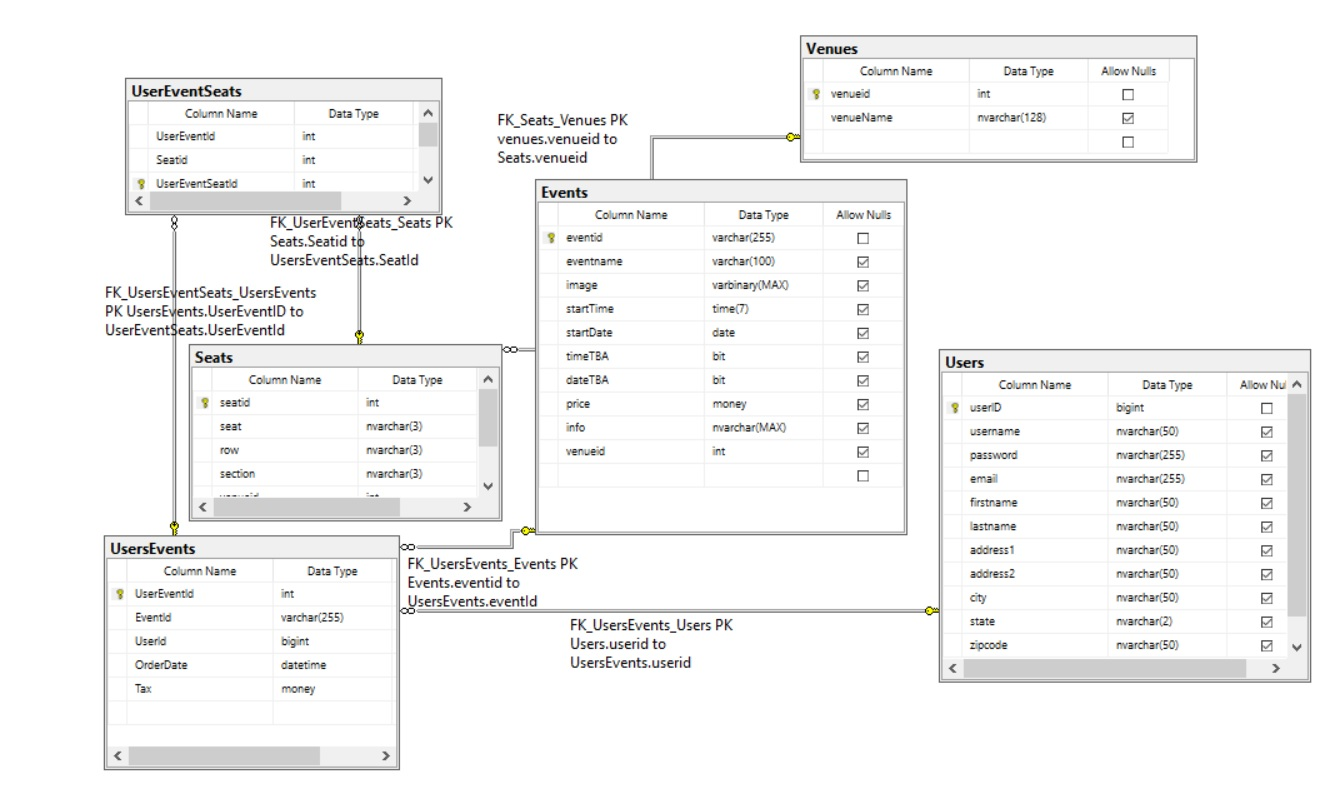 Venues
Column Name Data Type Allow Nulls
venueid int
venueName nvarchar(128)
UserEventSeats
Column Name Data Type
UserEventId int
Seatid int
UserEventSeatId int
FK_Seats_Venues PK
venues.venueid to
Seats.venueid
Events
Column Name Data Type Allow Nulls
eventid varchar(255)
eventname varchar(100)
image varbinary(MAX)
startTime time(7)
startDate date
timeTBA bit
dateTBA bit
price money
info nvarchar(MAX)
venueid int
FK_UserEventSeats_Seats PK
Seats.Seatid to
UsersEventSeats.SeatId
FK_UsersEventSeats_UsersEvents
PK UsersEvents.UserEventID to
UserEventSeats.UserEventId
Seats
Column Name Data Type
seatid int
seat nvarchar(3)
row nvarchar(3)
section nvarchar(3)
venueid int
Users
Column Name Data Type Allow Nul
userID bigint
username nvarchar(50)
password nvarchar(255)
email nvarchar(255)
firstname nvarchar(50)
lastname nvarchar(50)
address1 nvarchar(50)
address2 nvarchar(50)
city nvarchar(50)
state nvarchar(2)
zipcode nvarchar(50)
UsersEvents
Column Name Data Type
UserEventId int
EventId varchar(255)
UserId bigint
OrderDate datetime
Tax money
FK_UsersEvents_Events PK
Events.eventid to
UsersEvents.eventId
FK_UsersEvents_Users PK
Users.userid to
UsersEvents.userid